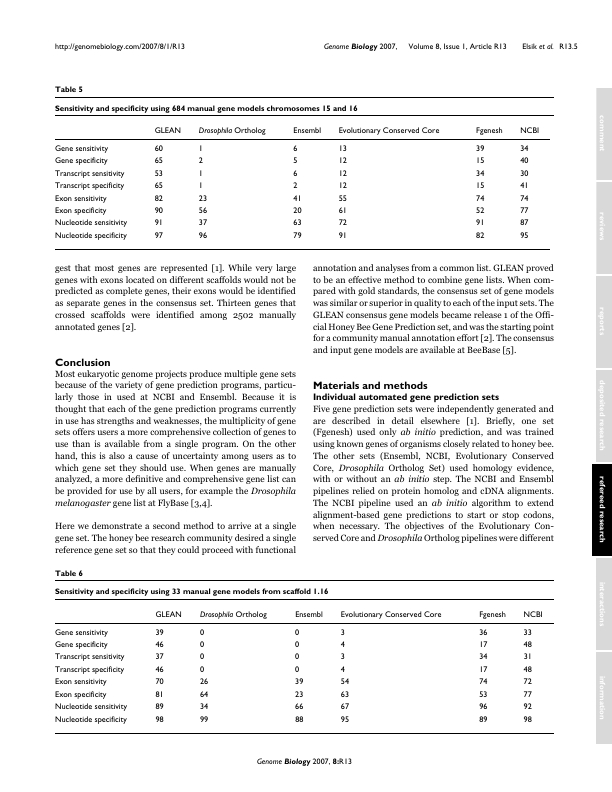 http://genomebiology.com/2007/8/1/R13 Genome Biology 2007, Volume 8, Issue 1, Article R13 Elsik et al. R13.5
Table 5
Sensitivity and specificity using 684 manual gene models chromosomes 15 and 16
GLEAN Drosophila Ortholog Ensembl Evolutionary Conserved Core Fgenesh NCBI
Gene sensitivity 60 1 6 13 39 34
Gene specificity 65 2 5 12 15 40
Transcript sensitivity 53 1 6 12 34 30
Transcript specificity 65 1 2 12 15 41
Exon sensitivity 82 23 41 55 74 74
Exon specificity 90 56 20 61 52 77
Nucleotide sensitivity 91 37 63 72 91 87
Nucleotide specificity 97 96 79 91 82 95
gest that most genes are represented [1]. While very large
genes with exons located on different scaffolds would not be
predicted as complete genes, their exons would be identified
as separate genes in the consensus set. Thirteen genes that
crossed scaffolds were identified among 2502 manually
annotated genes [2].
Conclusion
Most eukaryotic genome projects produce multiple gene sets
because of the variety of gene prediction programs, particu-
larly those in used at NCBI and Ensembl. Because it is
thought that each of the gene prediction programs currently
in use has strengths and weaknesses, the multiplicity of gene
sets offers users a more comprehensive collection of genes to
use than is available from a single program. On the other
hand, this is also a cause of uncertainty among users as to
which gene set they should use. When genes are manually
analyzed, a more definitive and comprehensive gene list can
be provided for use by all users, for example the Drosophila
melanogaster gene list at FlyBase [3,4].
Here we demonstrate a second method to arrive at a single
gene set. The honey bee research community desired a single
reference gene set so that they could proceed with functional
annotation and analyses from a common list. GLEAN proved
to be an effective method to combine gene lists. When com-
pared with gold standards, the consensus set of gene models
was similar or superior in quality to each of the input sets. The
GLEAN consensus gene models became release 1 of the Offi-
cial Honey Bee Gene Prediction set, and was the starting point
for a community manual annotation effort [2]. The consensus
and input gene models are available at BeeBase [5].
Materials and methods
Individual automated gene prediction sets
Five gene prediction sets were independently generated and
are described in detail elsewhere [1]. Briefly, one set
(Fgenesh) used only ab initio prediction, and was trained
using known genes of organisms closely related to honey bee.
The other sets (Ensembl, NCBI, Evolutionary Conserved
Core, Drosophila Ortholog Set) used homology evidence,
with or without an ab initio step. The NCBI and Ensembl
pipelines relied on protein homolog and cDNA alignments.
The NCBI pipeline used an ab initio algorithm to extend
alignment-based gene predictions to start or stop codons,
when necessary. The objectives of the Evolutionary Con-
served Core and Drosophila Ortholog pipelines were different
Table 6
Sensitivity and specificity using 33 manual gene models from scaffold 1.16
GLEAN Drosophila Ortholog Ensembl Evolutionary Conserved Core Fgenesh NCBI
Gene sensitivity 39 0 0 3 36 33
Gene specificity 46 0 0 4 17 48
Transcript sensitivity 37 0 0 3 34 31
Transcript specificity 46 0 0 4 17 48
Exon sensitivity 70 26 39 54 74 72
Exon specificity 81 64 23 63 53 77
Nucleotide sensitivity 89 34 66 67 96 92
Nucleotide specificity 98 99 88 95 89 98
Genome Biology 2007, 8:R13
comment
reviews
reports
deposited research
refereed research
interactions
information